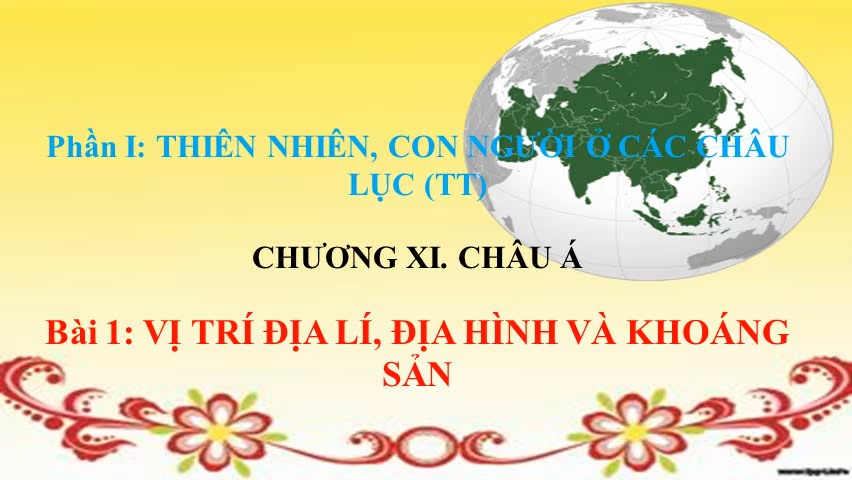 Phần I: THIÊN NHIÊN, CON NGƯỜI Ở CÁC CHÂU
LỤC (TT)
CHƯƠNG XI. CHÂU Á
Bài 1: VỊ TRÍ ĐỊA LÍ, ĐỊA HÌNH VÀ KHOÁNG
SẢN